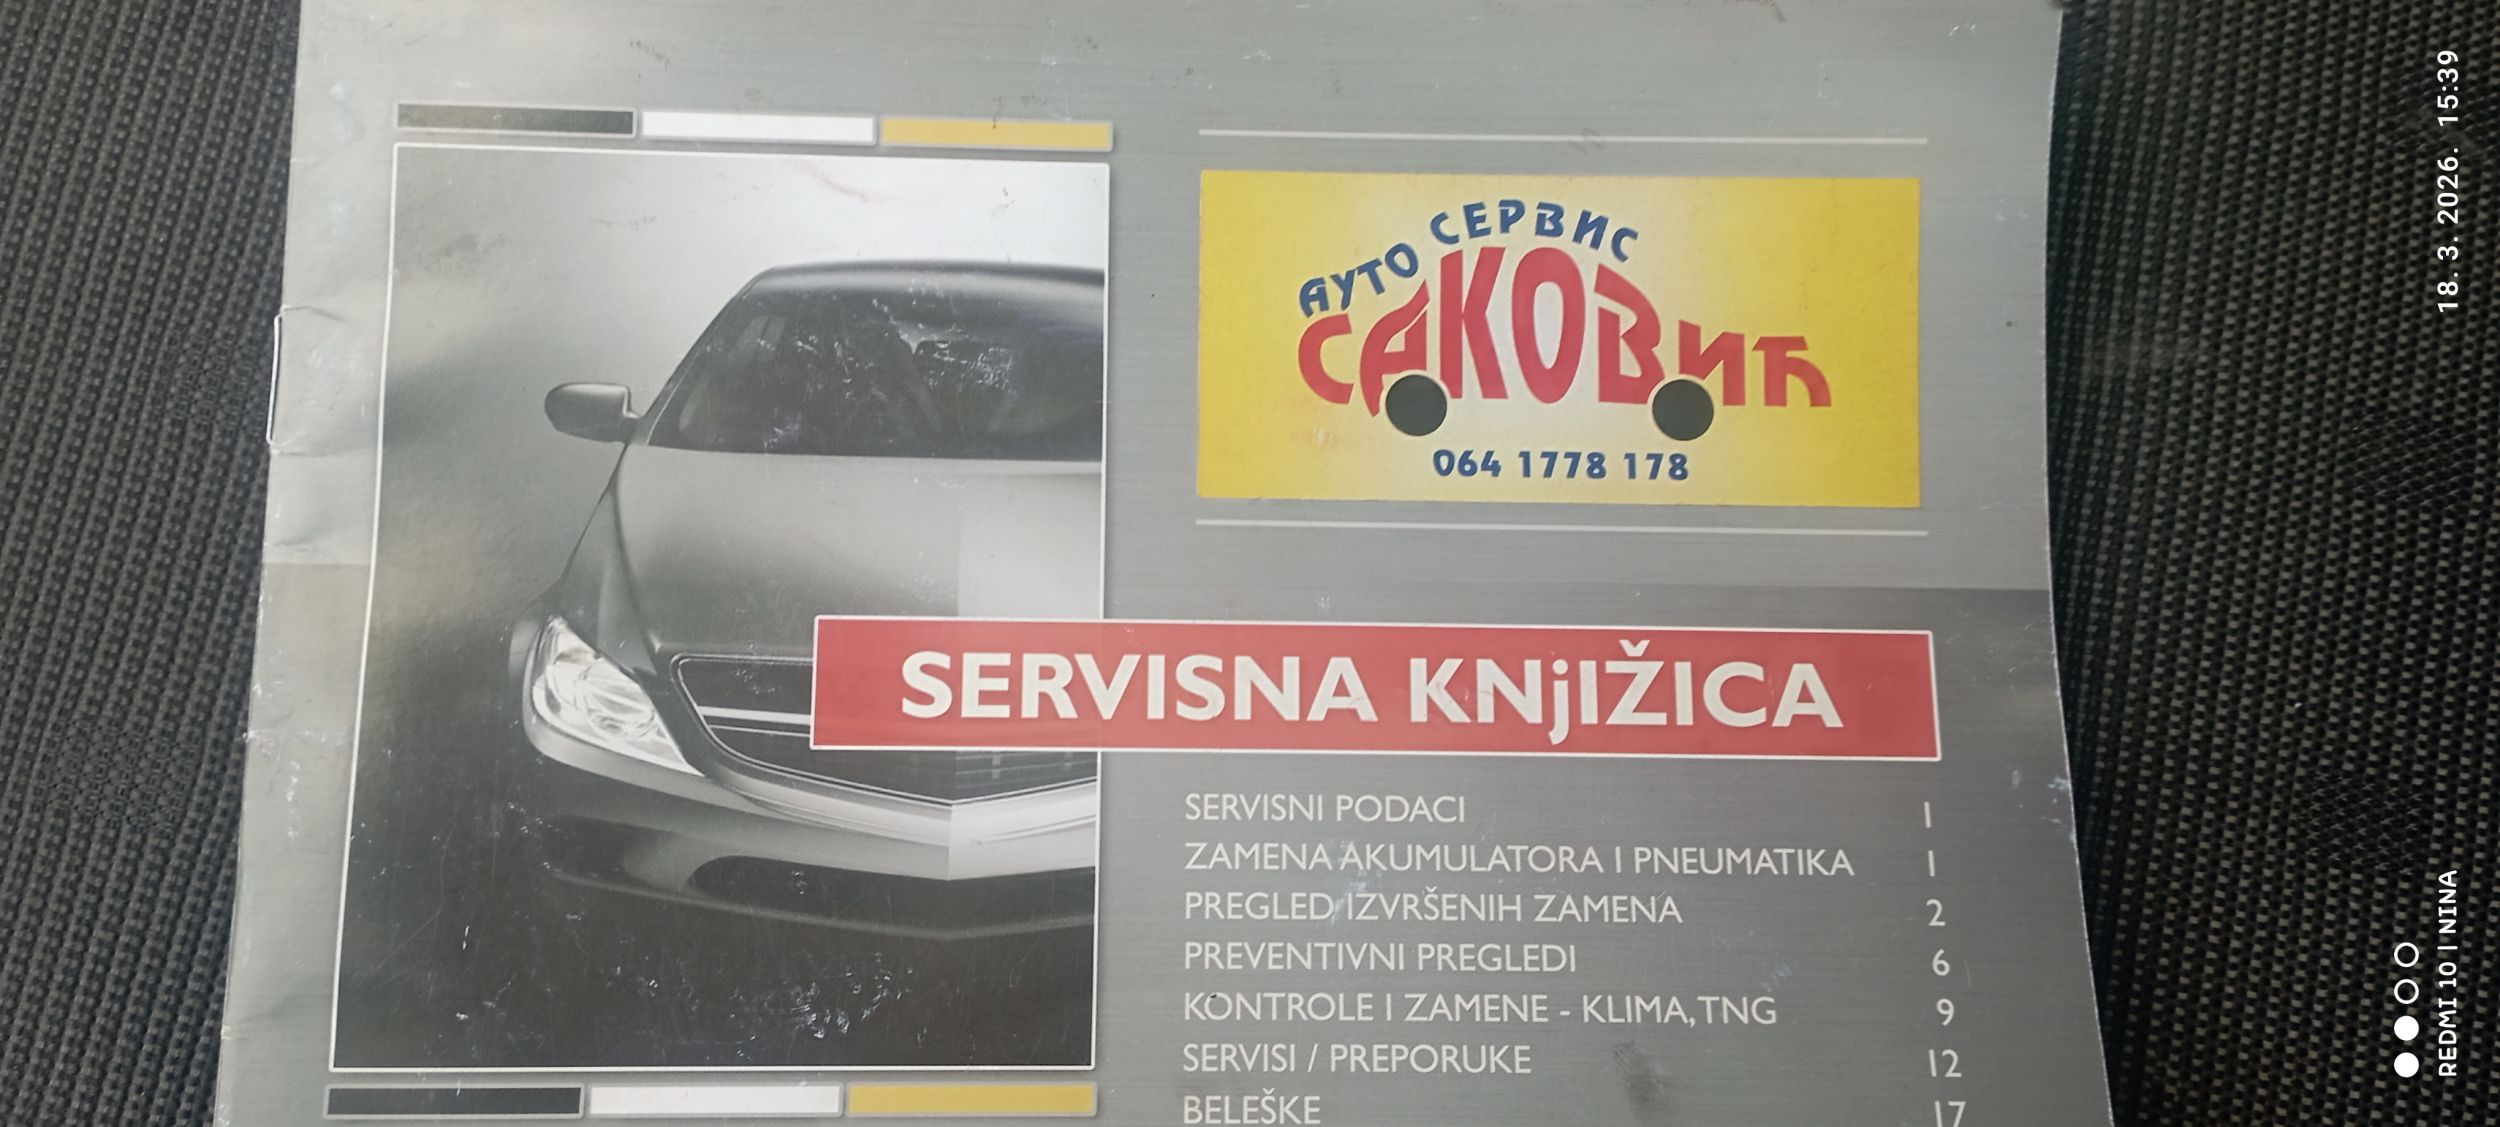 АУТО СЕРВИС
САКОВИЋ
064 1778 178
SERVISNA KNjIŽICA
SERVISNI PODACI 1
ZAMENA AKUMULATORA I PNEUMATIKA 1
PREGLED IZVRŠENIH ZAMENA 2
PREVENTIVNI PREGLEDI 6
KONTROLE I ZAMENE - KLIMA, TNG 9
SERVISI / PREPORUKE 12
BELEŠKE 17
18. 3. 2026. 15:39
REDMI 10 | NINA